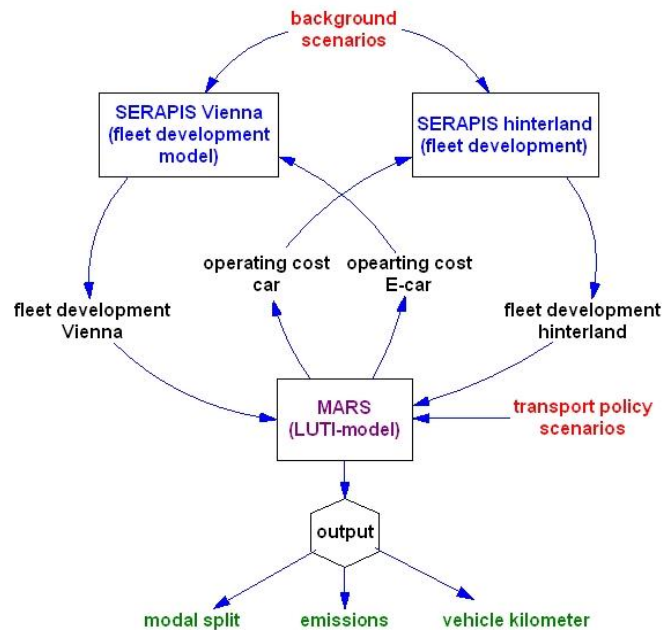 background
scenarios
SERAPIS Vienna
(fleet development
model)
SERAPIS hinterland
(fleet development)
operating cost
car
opearting cost
E-car
fleet development
Vienna
fleet development
hinterland
MARS
(LUTI-model)
transport policy
scenarios
output
modal split
emissions
vehicle kilometer